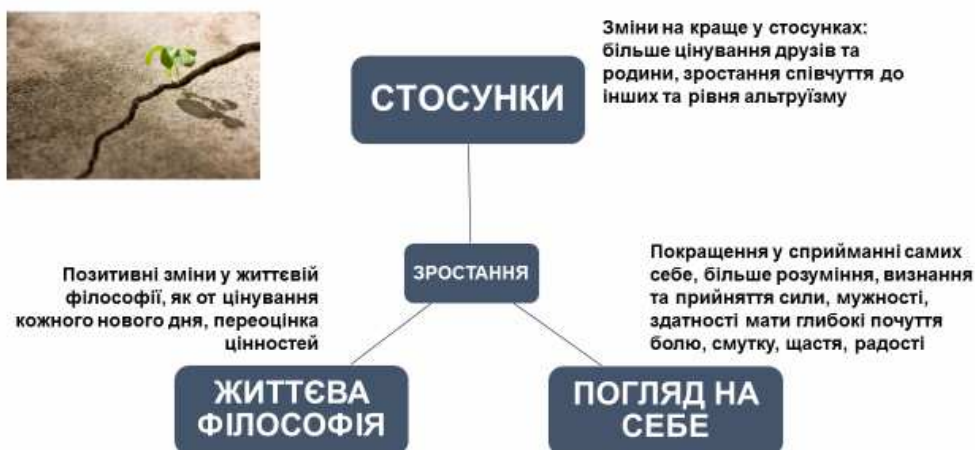 Зміни на краще у стосунках:
більше цінування друзів та
родини, зростання співчуття до
інших та рівня альтруїзму
СТОСУНКИ
ЗРОСТАННЯ
Позитивні зміни у життєвій
філософії, як от цінування
кожного нового дня, переоцінка
цінностей
Покращення у сприйманні самих
себе, більше розуміння, визнання
та прийняття сили, мужності,
здатності мати глибокі почуття
болю, смутку, щастя, радості
ЖИТТЄВА
ФІЛОСОФІЯ
ПОГЛЯД НА
СЕБЕ